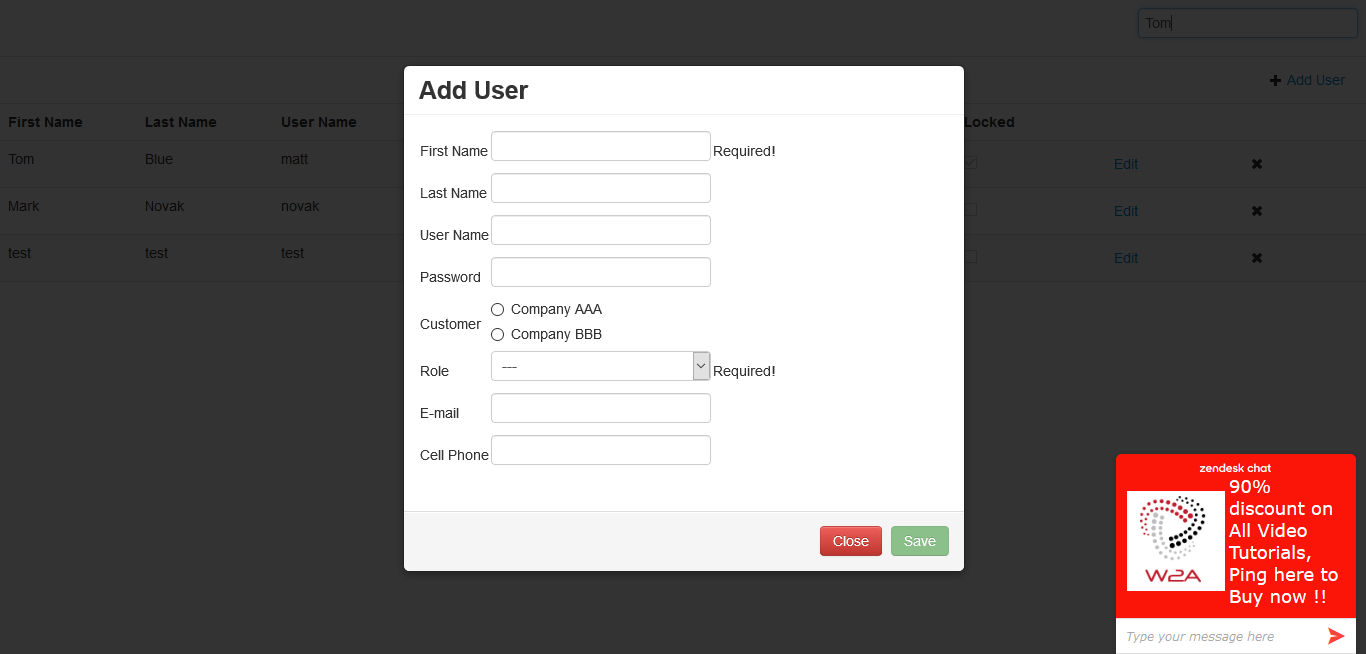 Tom
Add User
First Name Last Name User Name Locked
Tom Blue matt Edit
Mark Novak novak Edit
test test test Edit
Add User
First Name Required!
Last Name
User Name
Password
Customer
Company AAA
Company BBB
Role --- Required!
E-mail
Cell Phone
Close Save
zendesk chat
W2A
90%
discount on
All Video
Tutorials,
Ping here to
Buy now !!
Type your message here